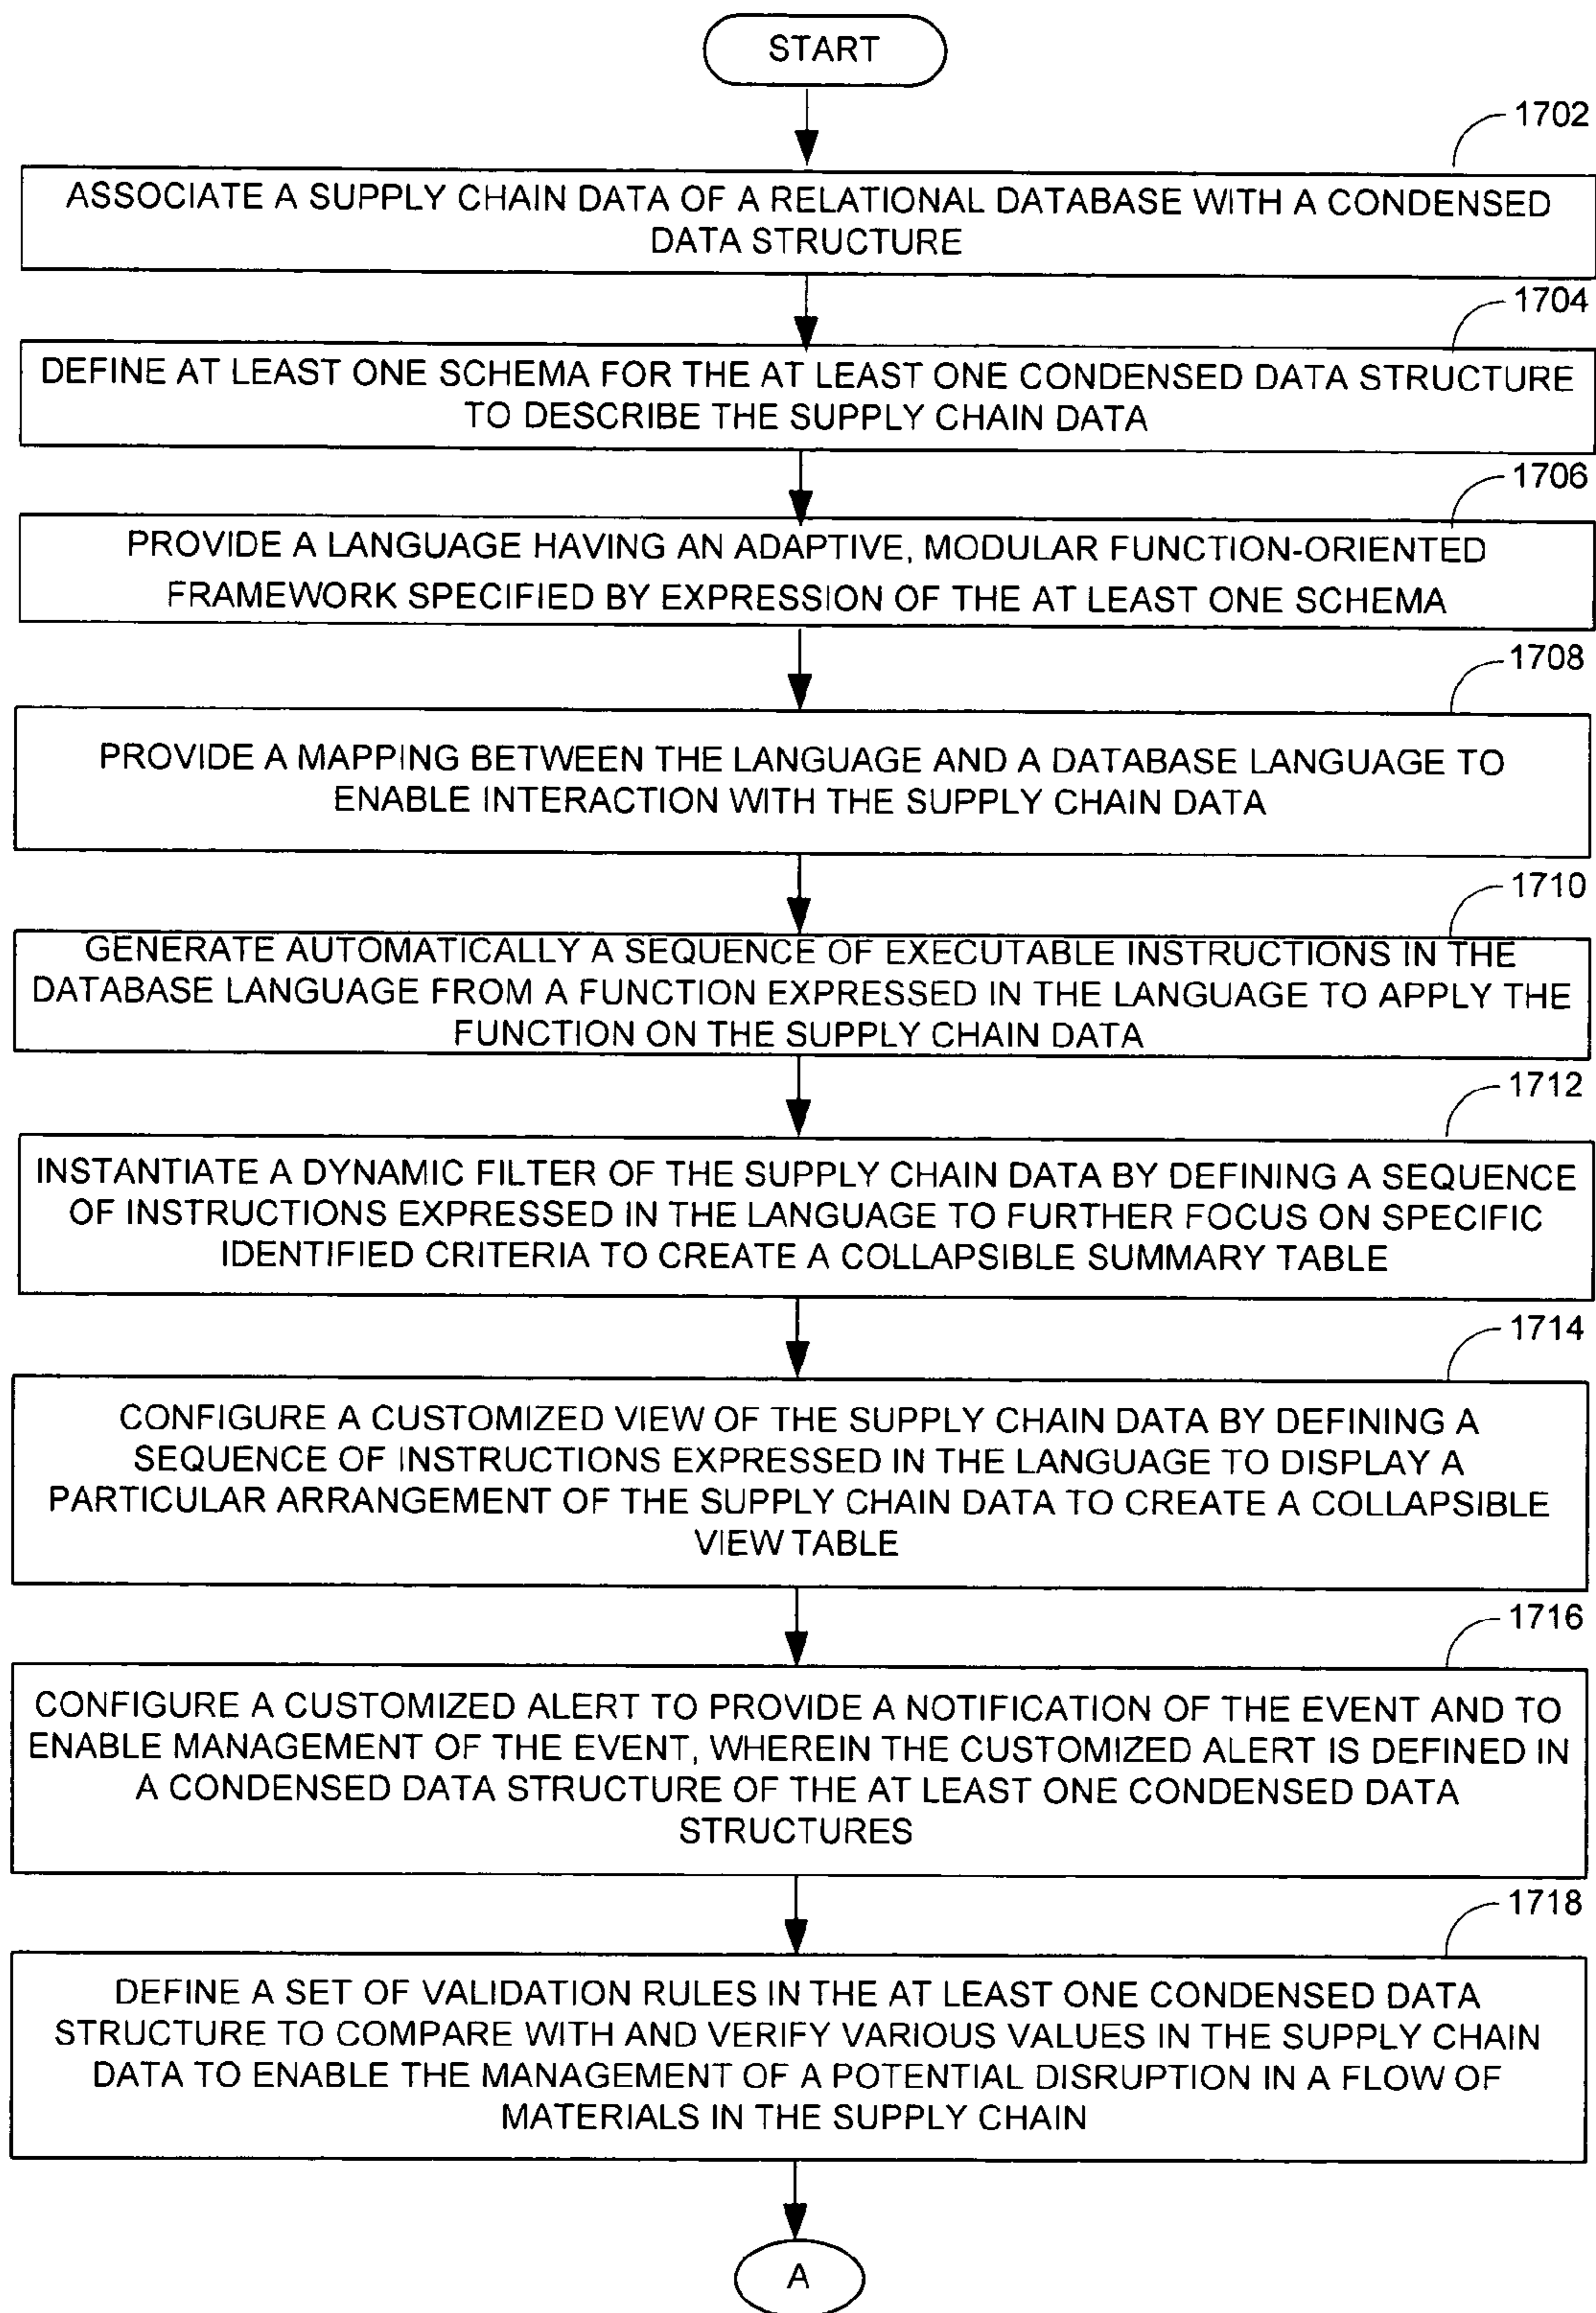 START
1702
ASSOCIATE A SUPPLY CHAIN DATA OF A RELATIONAL DATABASE WITH A CONDENSED
DATA STRUCTURE
1704
DEFINE AT LEAST ONE SCHEMA FOR THE AT LEAST ONE CONDENSED DATA STRUCTURE
TO DESCRIBE THE SUPPLY CHAIN DATA
1706
PROVIDE A LANGUAGE HAVING AN ADAPTIVE, MODULAR FUNCTION-ORIENTED
FRAMEWORK SPECIFIED BY EXPRESSION OF THE AT LEAST ONE SCHEMA
1708
PROVIDE A MAPPING BETWEEN THE LANGUAGE AND A DATABASE LANGUAGE TO
ENABLE INTERACTION WITH THE SUPPLY CHAIN DATA
1710
GENERATE AUTOMATICALLY A SEQUENCE OF EXECUTABLE INSTRUCTIONS IN THE
DATABASE LANGUAGE FROM A FUNCTION EXPRESSED IN THE LANGUAGE TO APPLY THE
FUNCTION ON THE SUPPLY CHAIN DATA
1712
INSTANTIATE A DYNAMIC FILTER OF THE SUPPLY CHAIN DATA BY DEFINING A SEQUENCE
OF INSTRUCTIONS EXPRESSED IN THE LANGUAGE TO FURTHER FOCUS ON SPECIFIC
IDENTIFIED CRITERIA TO CREATE A COLLAPSIBLE SUMMARY TABLE
1714
CONFIGURE A CUSTOMIZED VIEW OF THE SUPPLY CHAIN DATA BY DEFINING A
SEQUENCE OF INSTRUCTIONS EXPRESSED IN THE LANGUAGE TO DISPLAY A
PARTICULAR ARRANGEMENT OF THE SUPPLY CHAIN DATA TO CREATE A COLLAPSIBLE
VIEW TABLE
1716
CONFIGURE A CUSTOMIZED ALERT TO PROVIDE A NOTIFICATION OF THE EVENT AND TO
ENABLE MANAGEMENT OF THE EVENT, WHEREIN THE CUSTOMIZED ALERT IS DEFINED IN
A CONDENSED DATA STRUCTURE OF THE AT LEAST ONE CONDENSED DATA
STRUCTURES
1718
DEFINE A SET OF VALIDATION RULES IN THE AT LEAST ONE CONDENSED DATA
STRUCTURE TO COMPARE WITH AND VERIFY VARIOUS VALUES IN THE SUPPLY CHAIN
DATA TO ENABLE THE MANAGEMENT OF A POTENTIAL DISRUPTION IN A FLOW OF
MATERIALS IN THE SUPPLY CHAIN
A